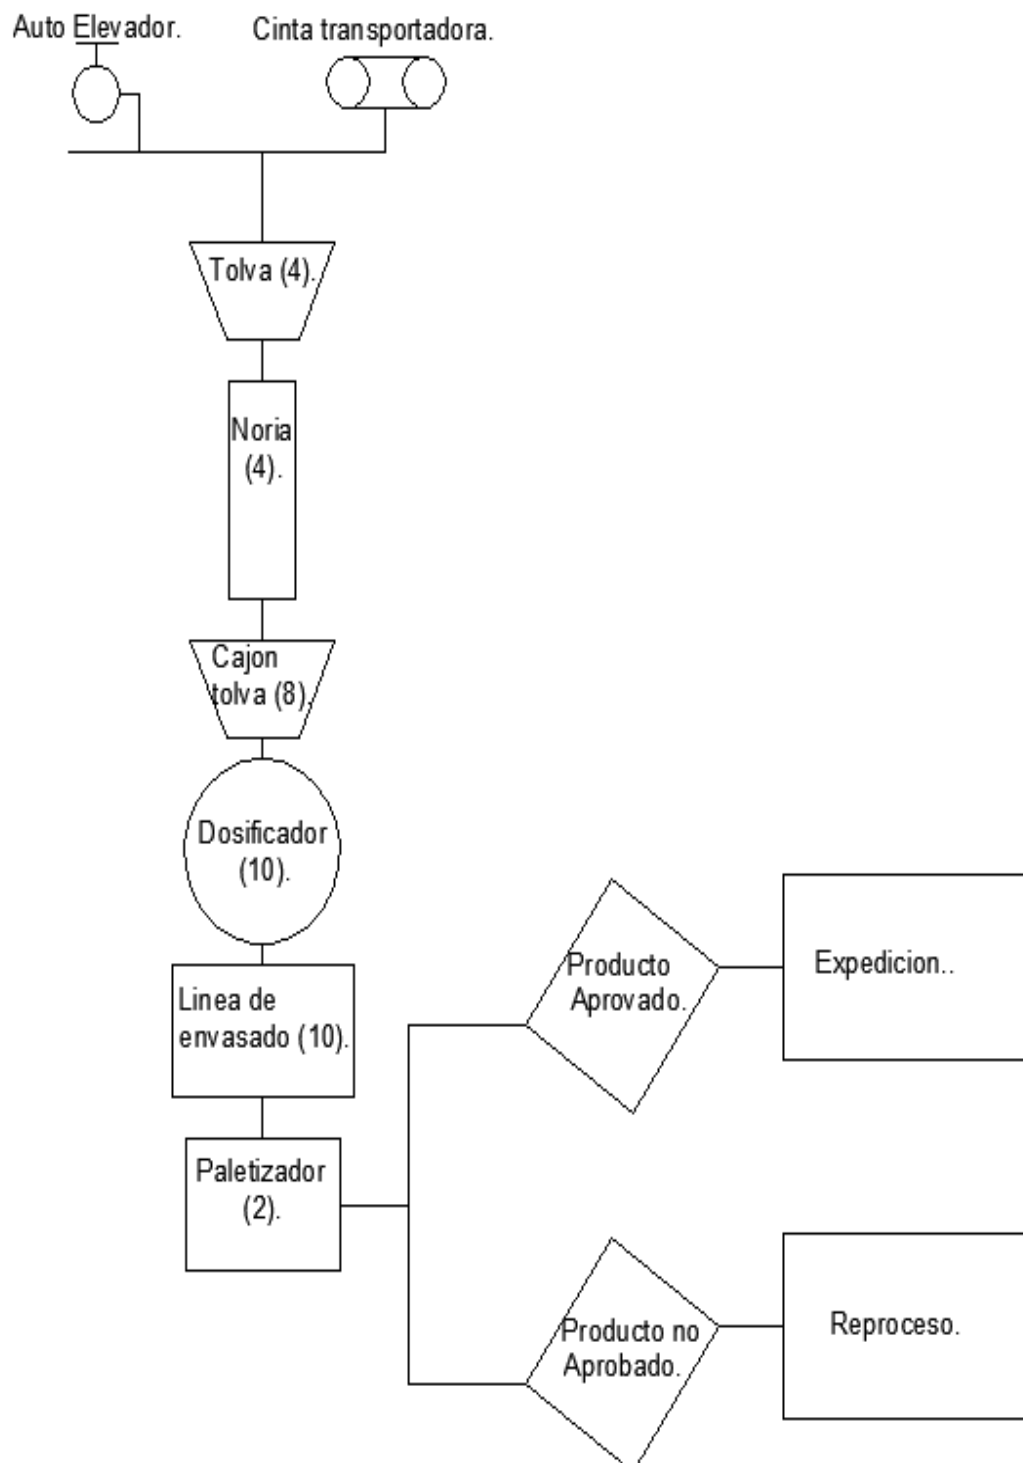 Auto Elevador.
Cinta transportadora.
Tolva (4).
Noria
(4).
Cajon
tolva (8).
Dosificador
(10).
Linea de
envasado (10).
Paletizador
(2).
Producto
Aprovado.
Expedicion..
Producto no
Aprobado.
Reproceso.